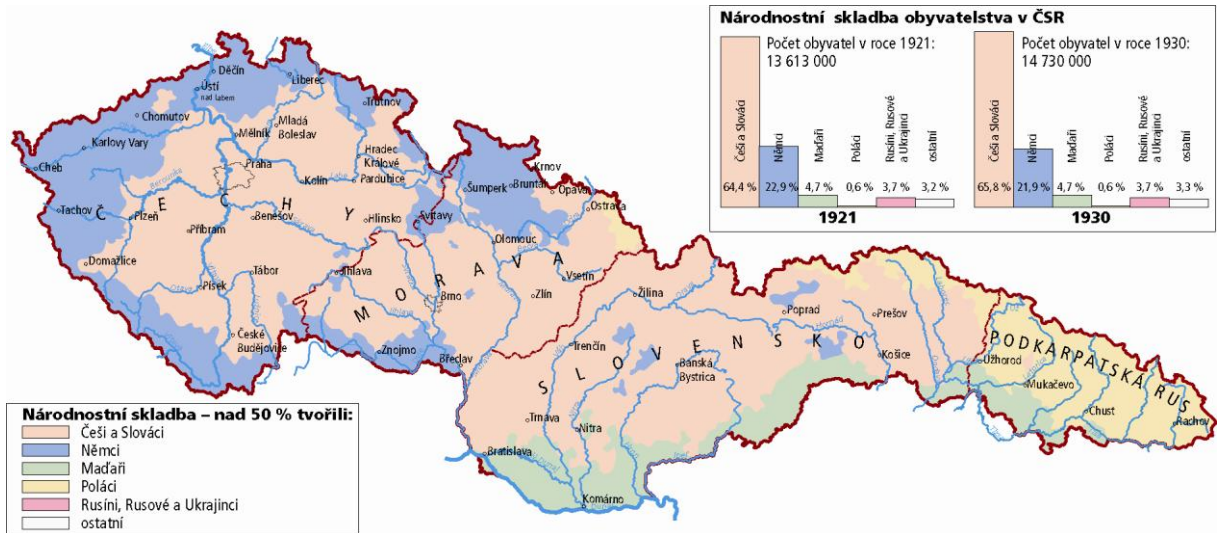 Národnostní skladba obyvatelstva v ČSR
Počet obyvatel v roce 1921:
13 613 000
Češi a Slováci
Němci
Maďaři
Poláci
Rusíni, Rusové
a Ukrajinci
ostatní
64,4 %
22,9 %
4,7 %
0,6 %
3,7 %
3,2 %
1921
Počet obyvatel v roce 1930:
14 730 000
Češi a Slováci
Němci
Maďaři
Poláci
Rusíni, Rusové
a Ukrajinci
ostatní
65,8 %
21,9 %
4,7 %
0,6 %
3,7 %
3,3 %
1930
Děčín
Ústí
nad Labem
Liberec
Trutnov
Chomutov
Mělník
Mladá
Boleslav
Karlovy Vary
Cheb
Praha
Hradec
Králové
Kolín
Labe
Pardubice
Krnov
Šumperk
Bruntál
Opava
Ostrava
Berounka
Tachov
Plzeň
ČECHY
Benešov
Hlinsko
Svitavy
Příbram
Olomouc
Domažlice
Tábor
Jihlava
MORAVA
Vsetín
Otava
Písek
Brno
Zlín
Žilina
Poprad
Prešov
České
Budějovice
Znojmo
Břeclav
Trenčín
SLOVENSKO
Hornád
Košice
Banská
Bystrica
Užhorod
PODKARPATSKÁ RUS
Mukačevo
Chust
Rachov
Trnava
Nitra
Bratislava
Komárno
Národnostní skladba – nad 50 % tvořili:
Češi a Slováci
Němci
Maďaři
Poláci
Rusíni, Rusové a Ukrajinci
ostatní